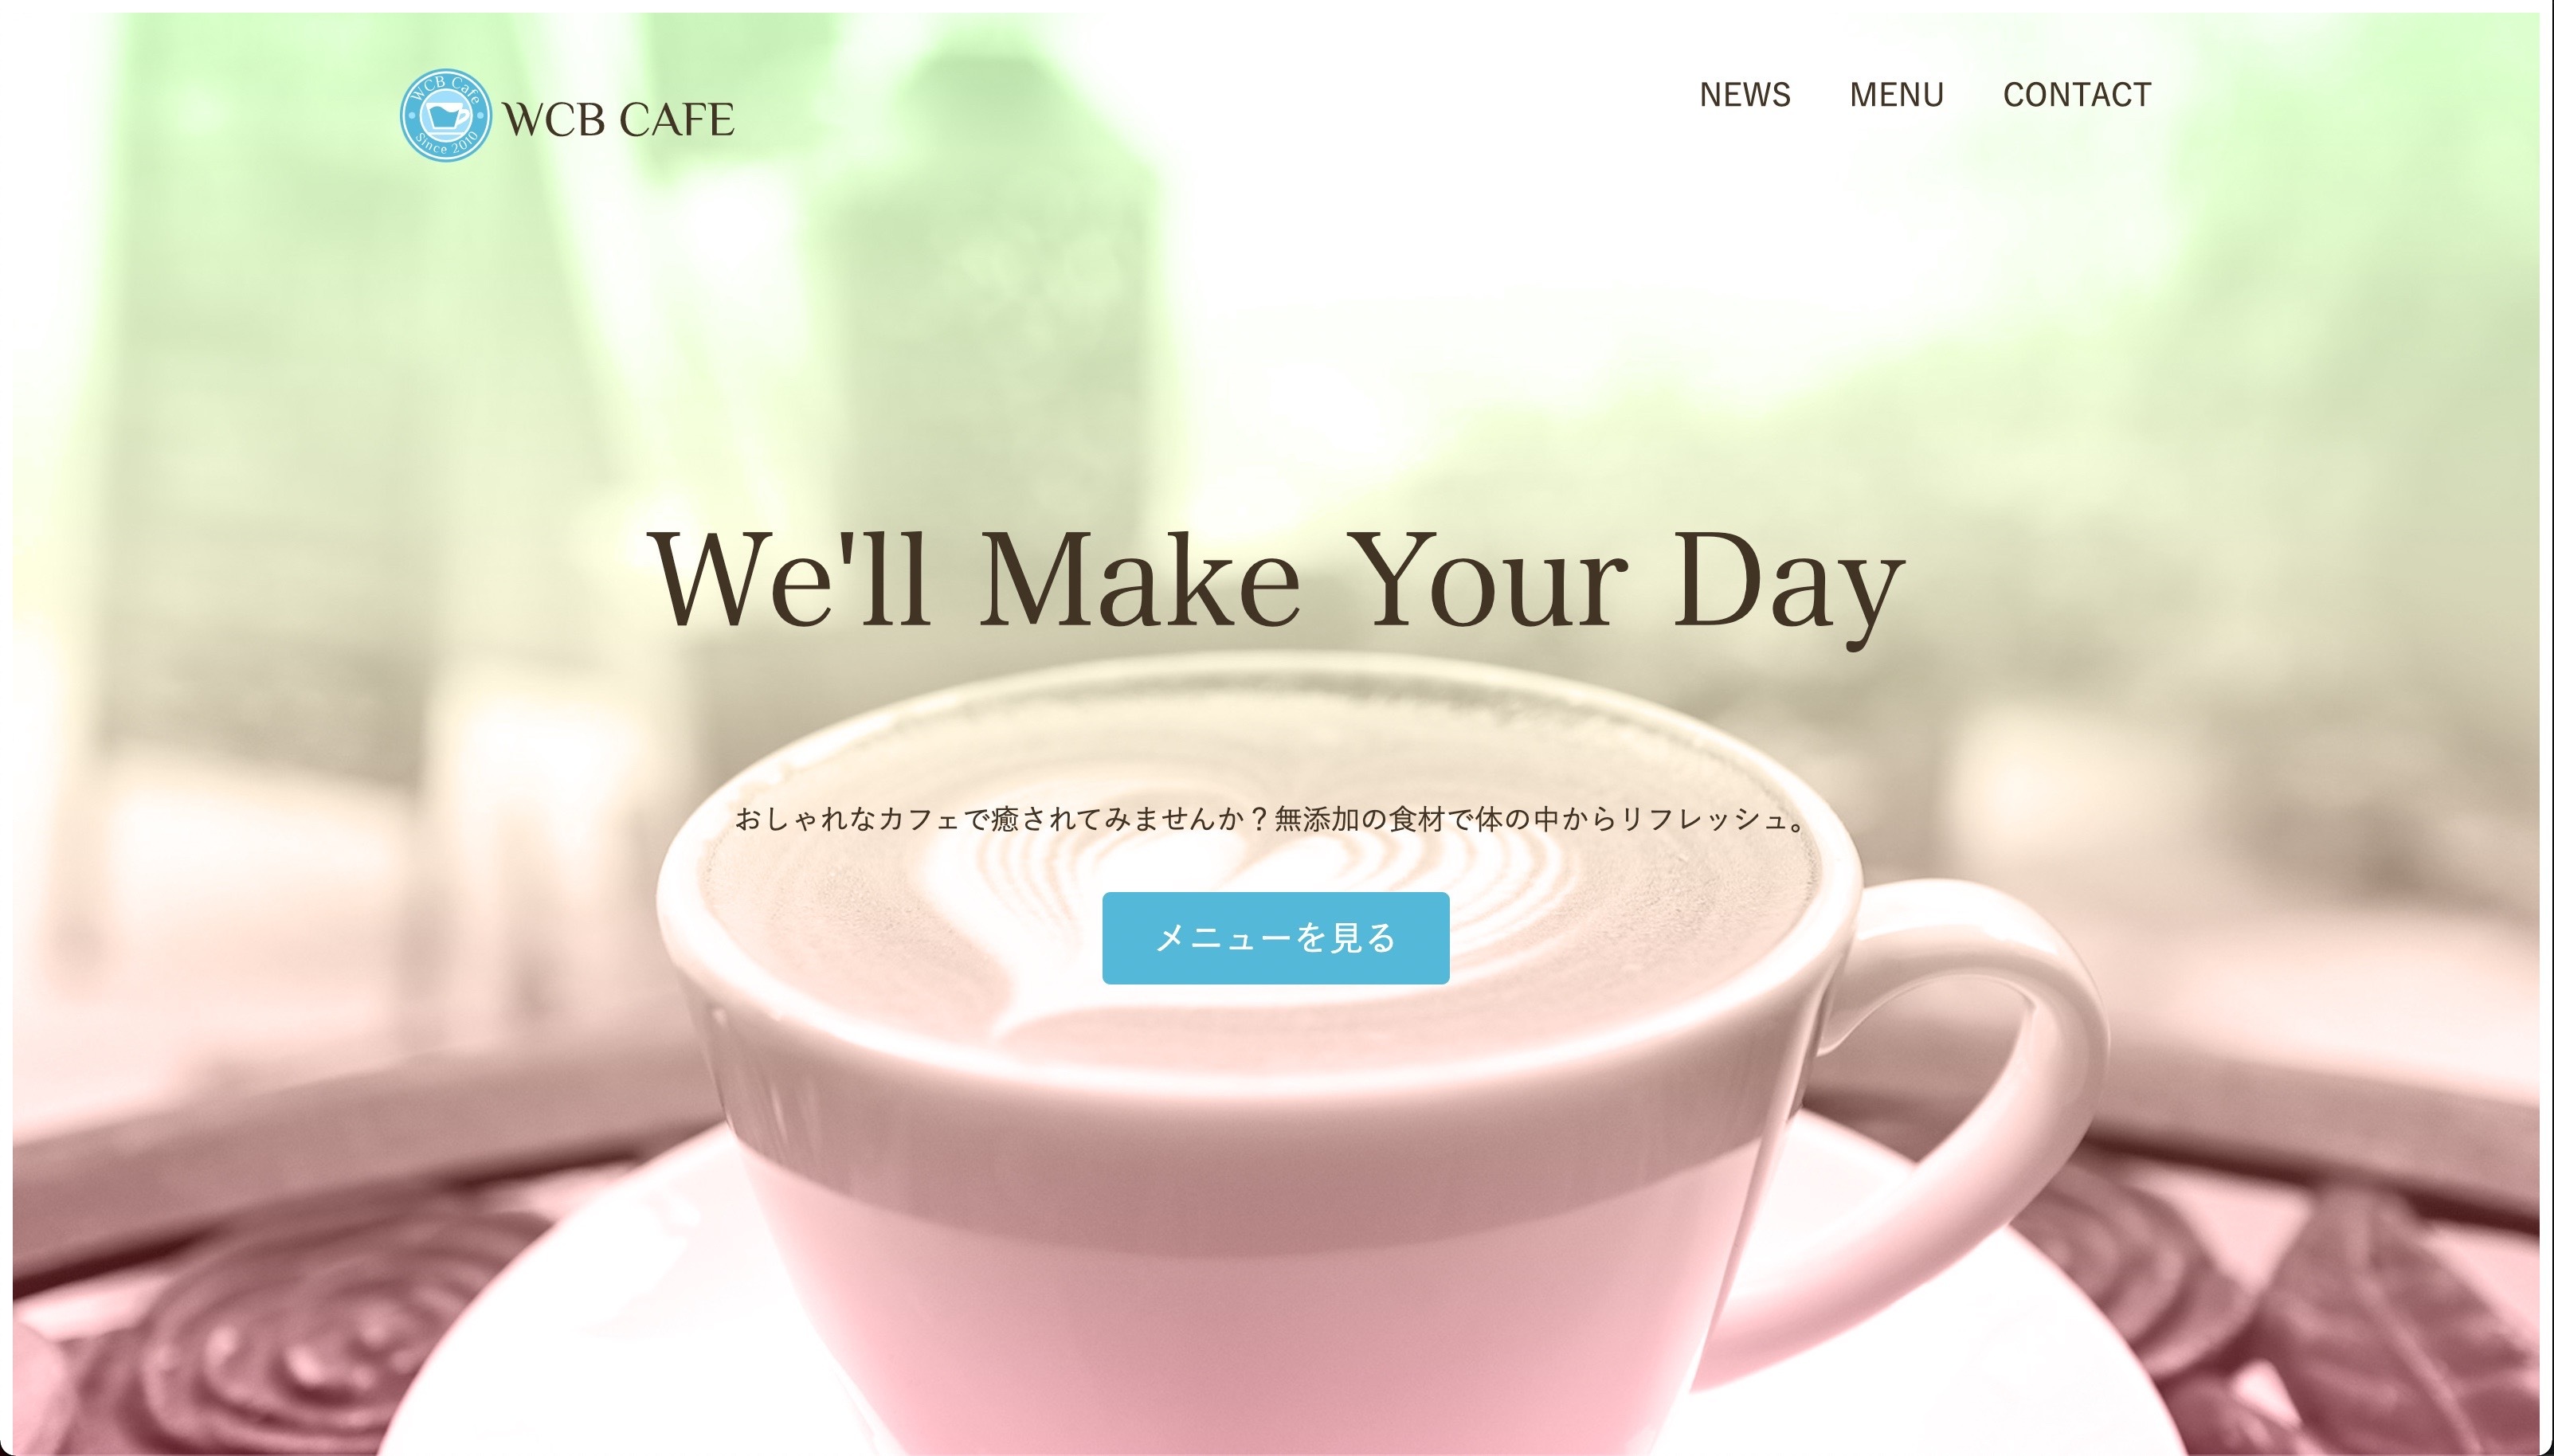 WCB Cafe
Since 2010
WCB CAFE
NEWS MENU CONTACT
We'll Make Your Day
おしゃれなカフェで癒されてみませんか？無添加の食材で体の中からリフレッシュ。
メニューを見る